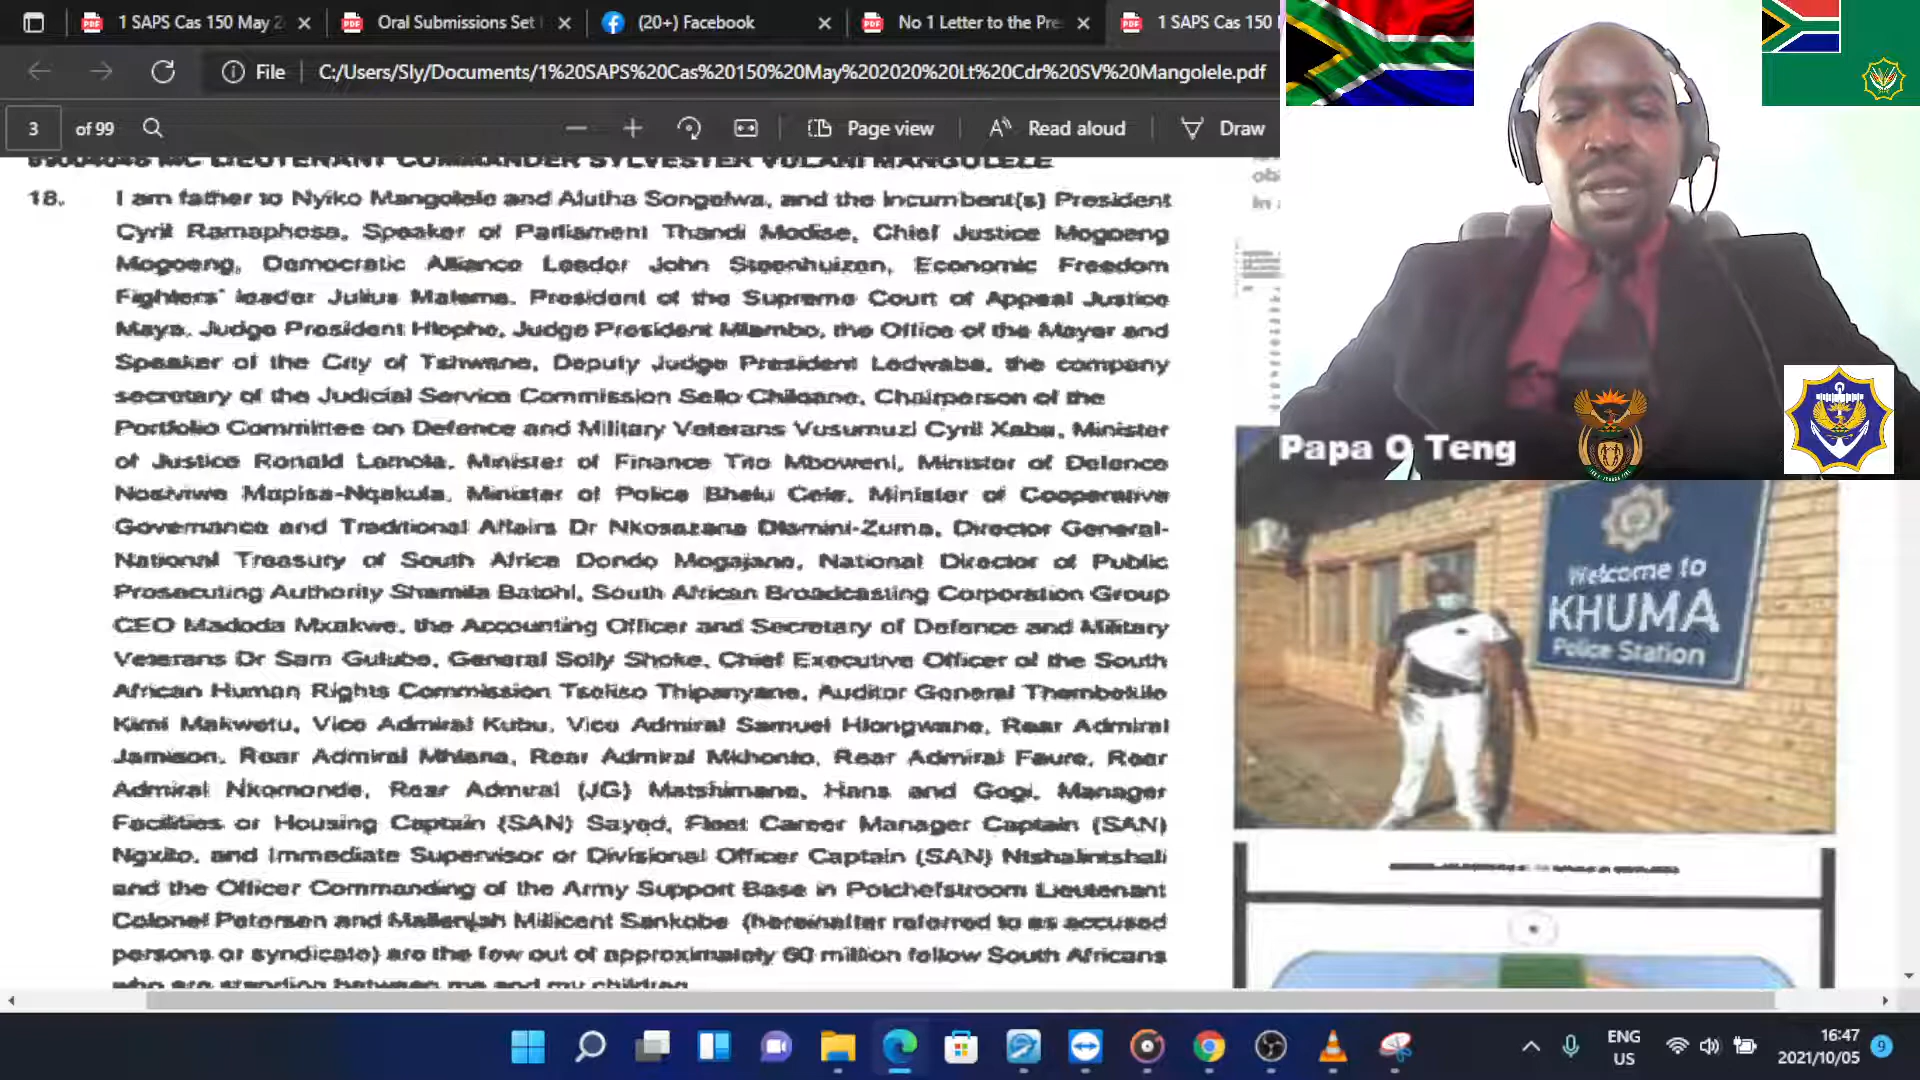 1 SAPS Cas 150 May 2
Oral Submissions Set
(20+) Facebook
No 1 Letter to the Pre
1 SAPS Cas 150
File
C:/Users/Sly/Documents/1%20SAPS%20Cas%20150%20May%202020%20Lt%20Cdr%20SV%20Mangolele.pdf
3 of 99
Page view
Read aloud
Draw
LIEUTENANT COMMANDER SYLVESTER VULANI MANGOLELE
18. I am father to Nyiko Mangolele and Alutha Songelwa, and the Incumbent(s) President
Cyril Ramaphosa, Speaker of Parliament Thandi Modise, Chief Justice Mogoeng
Mogoeng, Democratic Alliance Leader John Steenhuizen, Economic Freedom
Fighters' leader Julius Malema, President of the Supreme Court of Appeal Justice
Maya, Judge President Hlophe, Judge President Mlambo, the Office of the Mayer and
Speaker of the City of Tshwane, Deputy Judge President Ledwaba, the company
secretary of the Judicial Service Commission Sello Chiloane, Chairperson of the
Portfolio Committee on Defence and Military Veterans Vusumuzi Cyril Xaba, Minister
of Justice Ronald Lamola, Minister of Finance Tito Mboweni, Minister of Defence
Nosiviwe Mapisa-Nqakula, Minister of Police Bheki Cele, Minister of Cooperative
Governance and Traditional Affairs Dr Nkosazana Dlamini-Zuma, Director General-
National Treasury of South Africa Dondo Mogajane, National Director of Public
Prosecuting Authority Shamila Batohi, South African Broadcasting Corporation Group
CEO Madoda Mxakwe, the Accounting Officer and Secretary of Defence and Military
Veterans Dr Sam Gulube, General Solly Shoke, Chief Executive Officer of the South
African Human Rights Commission Tseliso Thipanyane, Auditor General Thembekile
Kimi Makwetu, Vice Admiral Kubu, Vice Admiral Samuel Hlongwane, Rear Admiral
Jamison, Rear Admiral Mhlana, Rear Admiral Mkhonto, Rear Admiral Faure, Rear
Admiral Nkomonde, Rear Admiral (JG) Matshimane, Hans and Gogi, Manager
Facilities or Housing Captain (SAN) Sayed, Fleet Career Manager Captain (SAN)
Ngxito, and Immediate Supervisor or Divisional Officer Captain (SAN) Ntshalintshali
and the Officer Commanding of the Army Support Base in Potchefstroom Lieutenant
Colonel Petersen and Mallenjah Millicent Sankobe (hereinafter referred to as accused
persons or syndicate) are the few out of approximately 60 million fellow South Africans
who are standing between me and my children
Papa O Teng
Welcome to
KHUMA
Police Station
ENG
US
16:47
2021/10/05
9